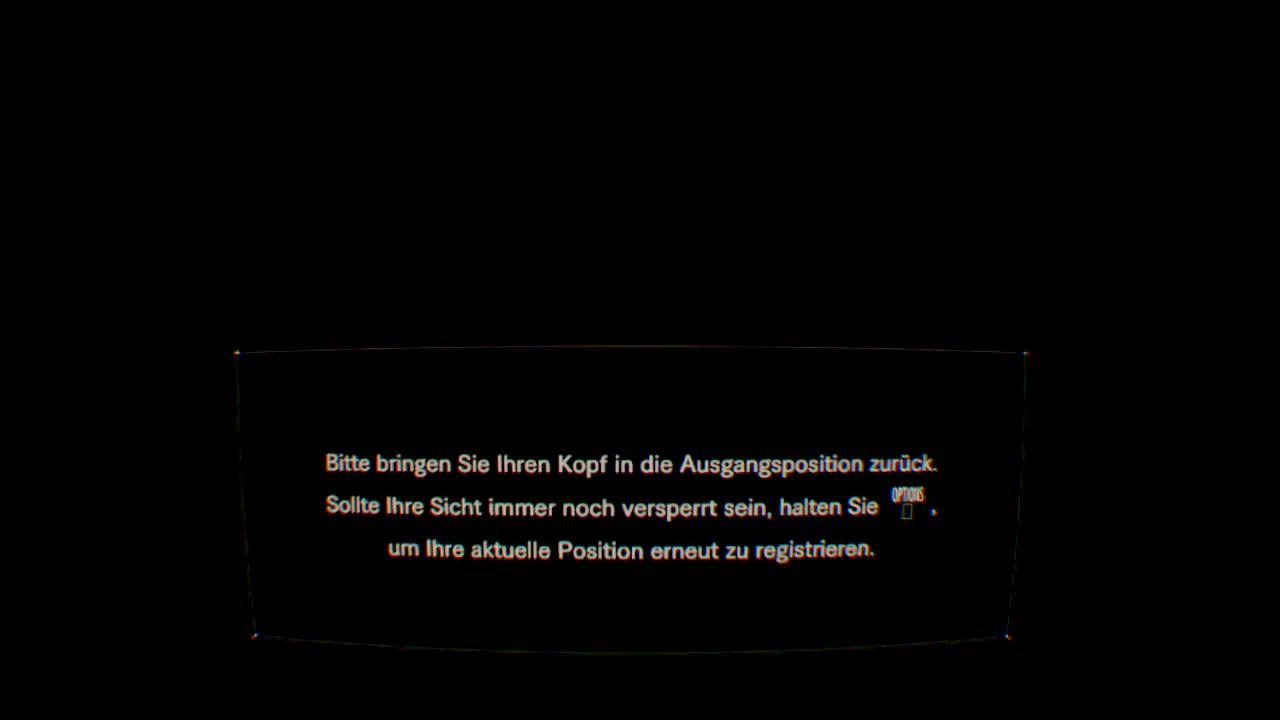 Bitte bringen Sie Ihren Kopf in die Ausgangsposition zurück.
Sollte Ihre Sicht immer noch versperrt sein, halten Sie OPTIONS ,
um Ihre aktuelle Position erneut zu registrieren.